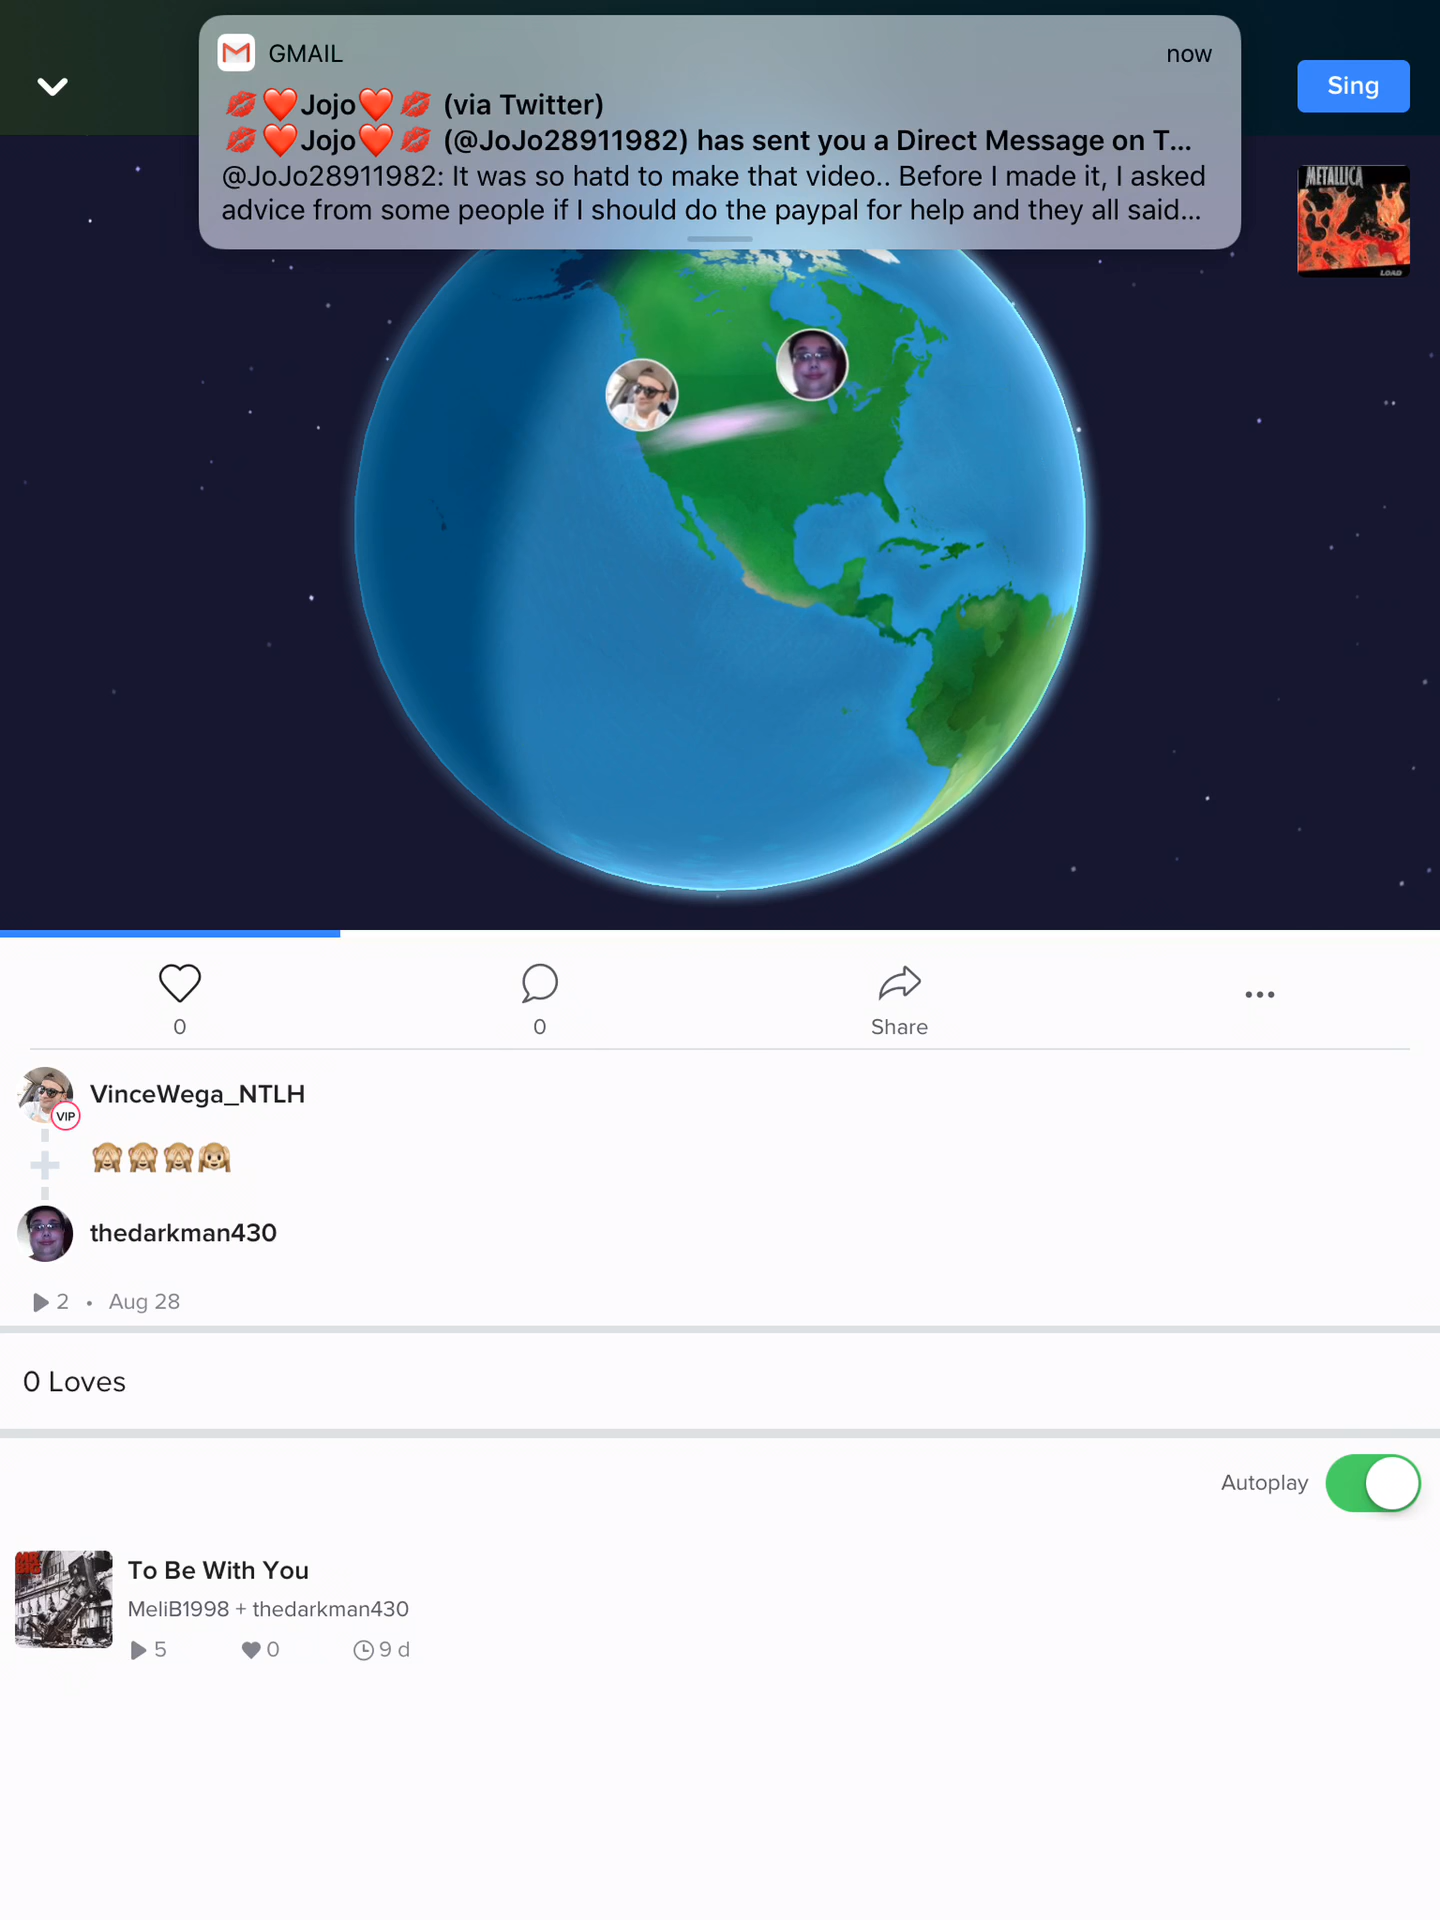 GMAIL
now
💋❤️Jojo❤️💋 (via Twitter)
💋❤️Jojo❤️💋 (@JoJo28911982) has sent you a Direct Message on T...
@JoJo28911982: It was so hatd to make that video.. Before I made it, I asked
advice from some people if I should do the paypal for help and they all said...
Sing
METALLICA
LOAD
0
0
Share
VinceWega_NTLH
VIP
🙈🙈🙈🙉
thedarkman430
2 • Aug 28
0 Loves
Autoplay
MR.
BIG
To Be With You
MeliB1998 + thedarkman430
5
0
9 d